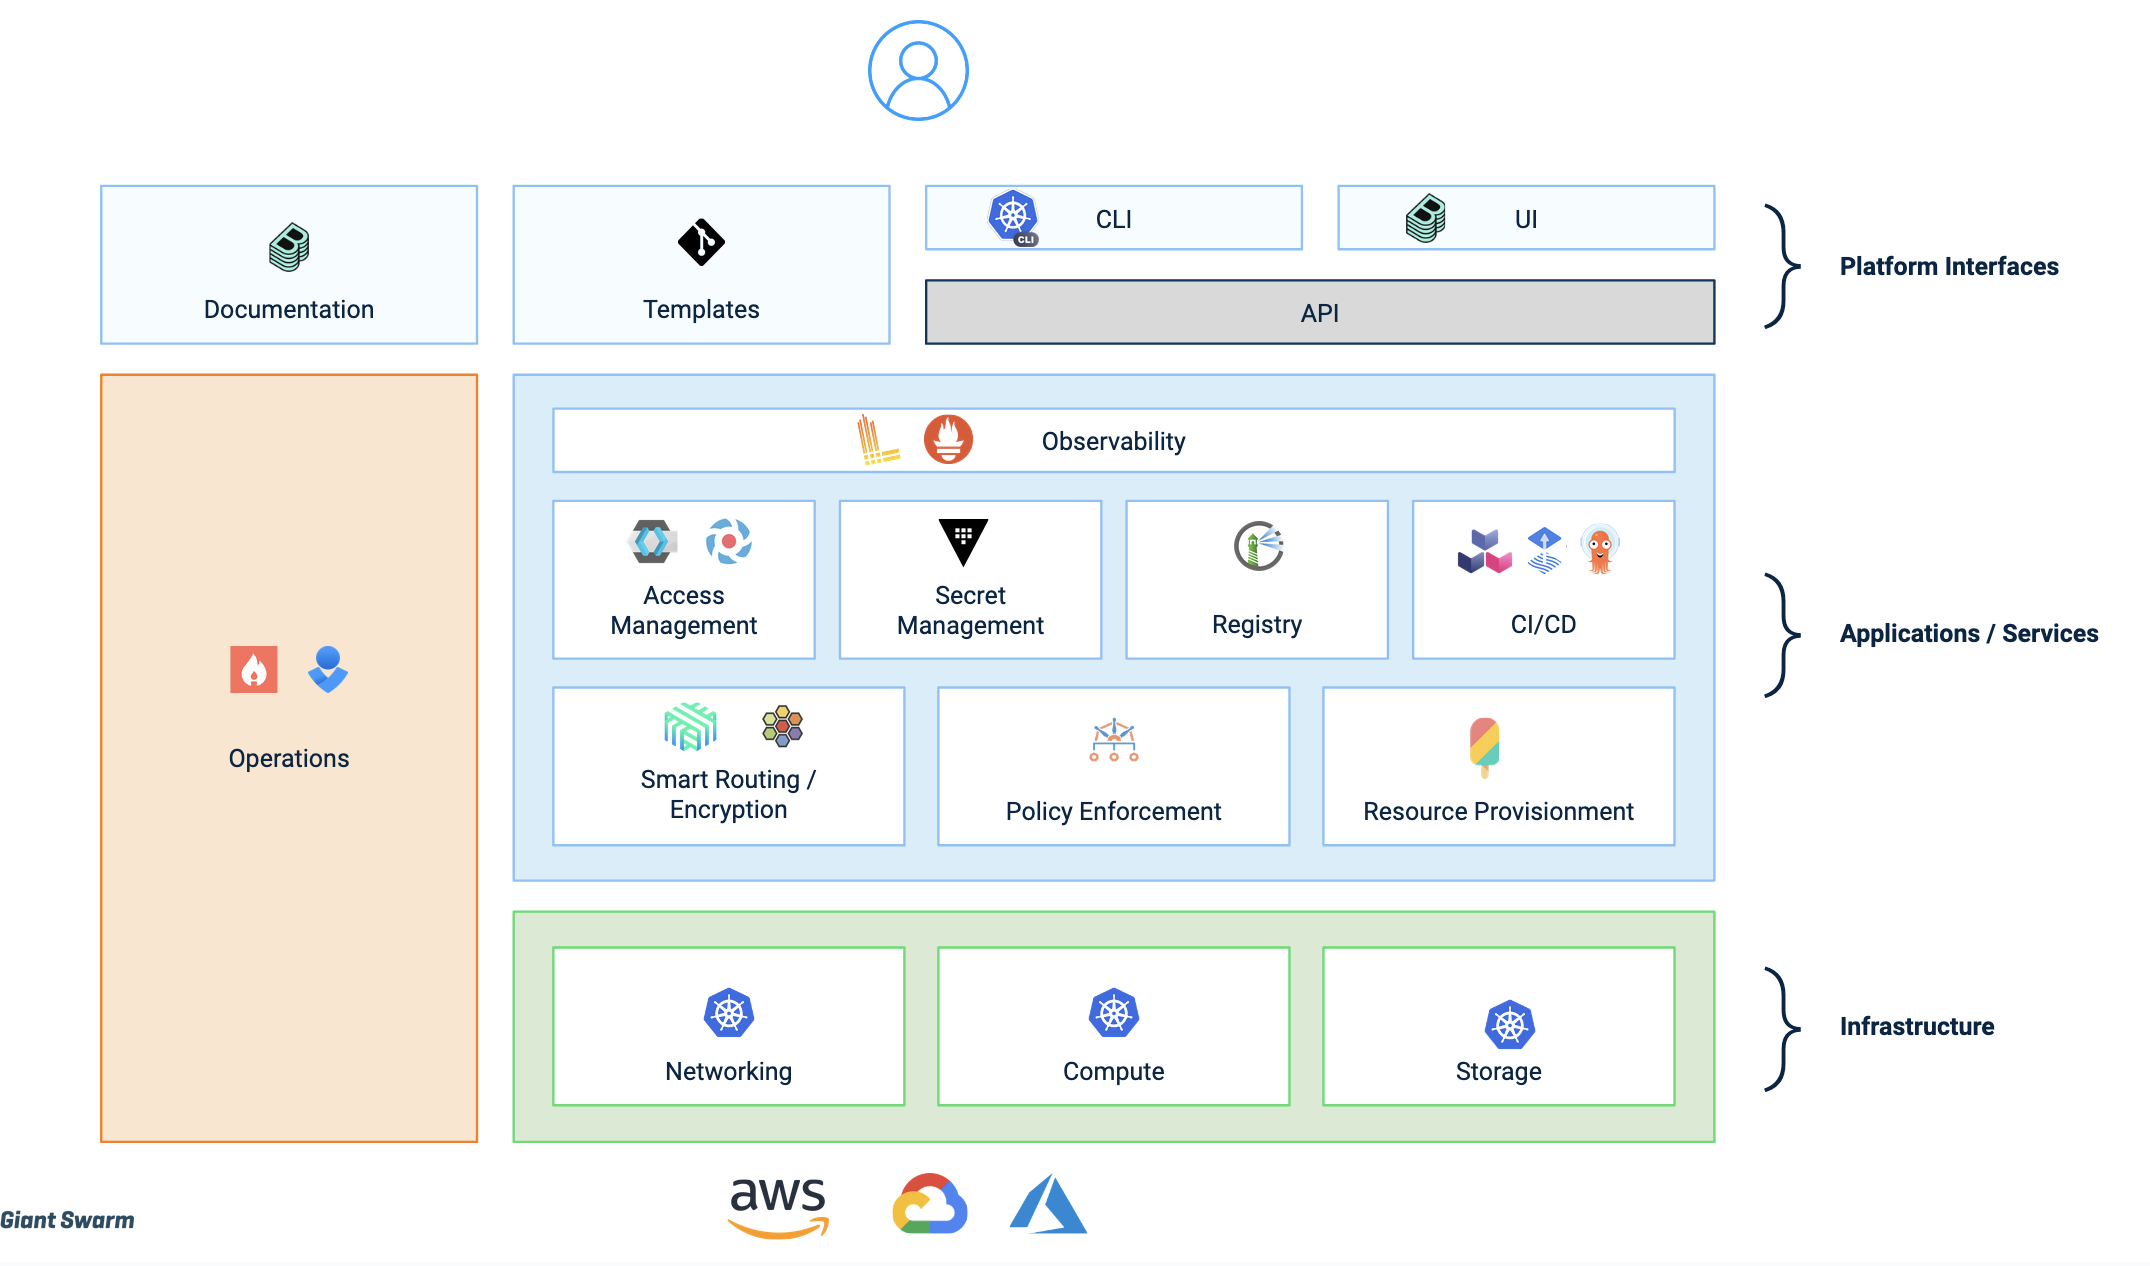 CLI
CLI
UI
Documentation
Templates
API
Platform Interfaces
Observability
Access
Management
Secret
Management
Registry
CI/CD
Applications / Services
Operations
Smart Routing /
Encryption
Policy Enforcement
Resource Provisionment
Networking
Compute
Storage
Infrastructure
aws
Giant Swarm